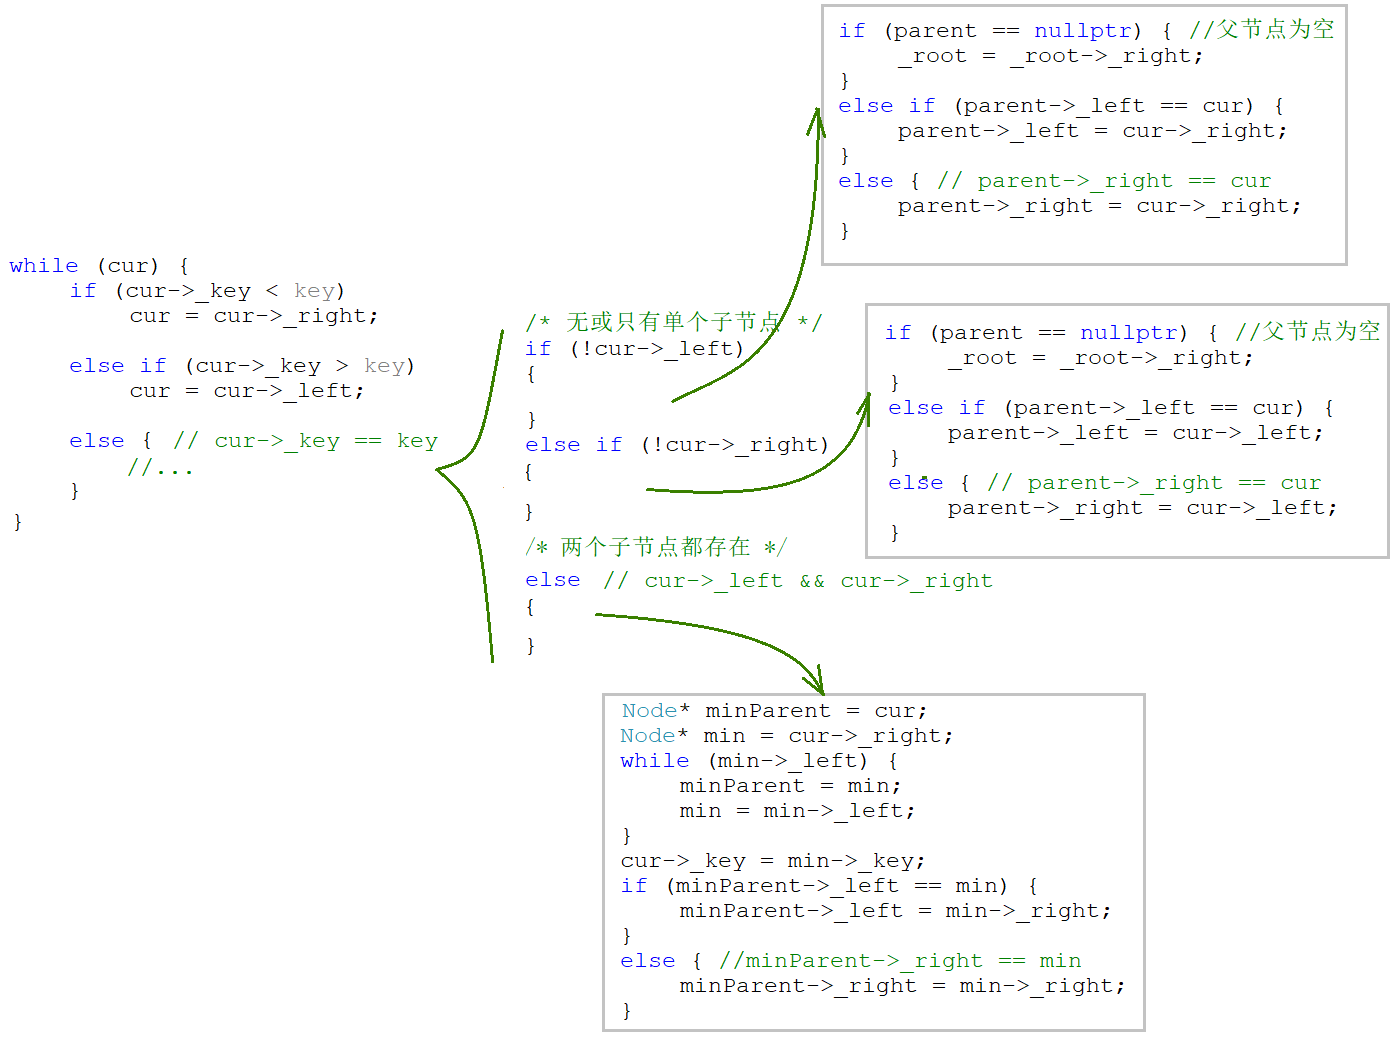 while (cur) {
if (cur->_key < key)
cur = cur->_right;
else if (cur->_key > key)
cur = cur->_left;
else { // cur->_key == key
//...
}
}
/* 无或只有单个子节点 */
if (!cur->_left)
{
}
else if (!cur->_right)
{
}
/* 两个子节点都存在 */
else // cur->_left && cur->_right
{
}
if (parent == nullptr) { //父节点为空
_root = _root->_right;
}
else if (parent->_left == cur) {
parent->_left = cur->_right;
}
else { // parent->_right == cur
parent->_right = cur->_right;
}
if (parent == nullptr) { //父节点为空
_root = _root->_right;
}
else if (parent->_left == cur) {
parent->_left = cur->_left;
}
else { // parent->_right == cur
parent->_right = cur->_left;
}
Node* minParent = cur;
Node* min = cur->_right;
while (min->_left) {
minParent = min;
min = min->_left;
}
cur->_key = min->_key;
if (minParent->_left == min) {
minParent->_left = min->_right;
}
else { //minParent->_right == min
minParent->_right = min->_right;
}